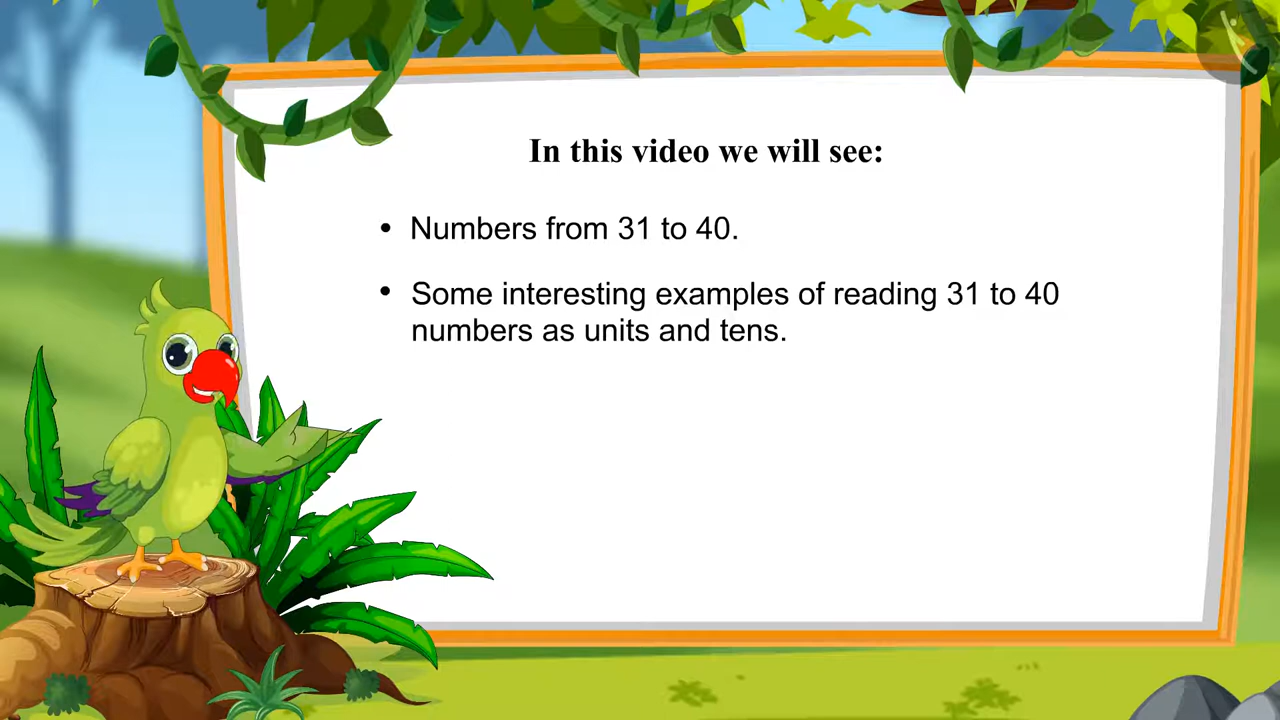 In this video we will see:
• Numbers from 31 to 40.
• Some interesting examples of reading 31 to 40
numbers as units and tens.